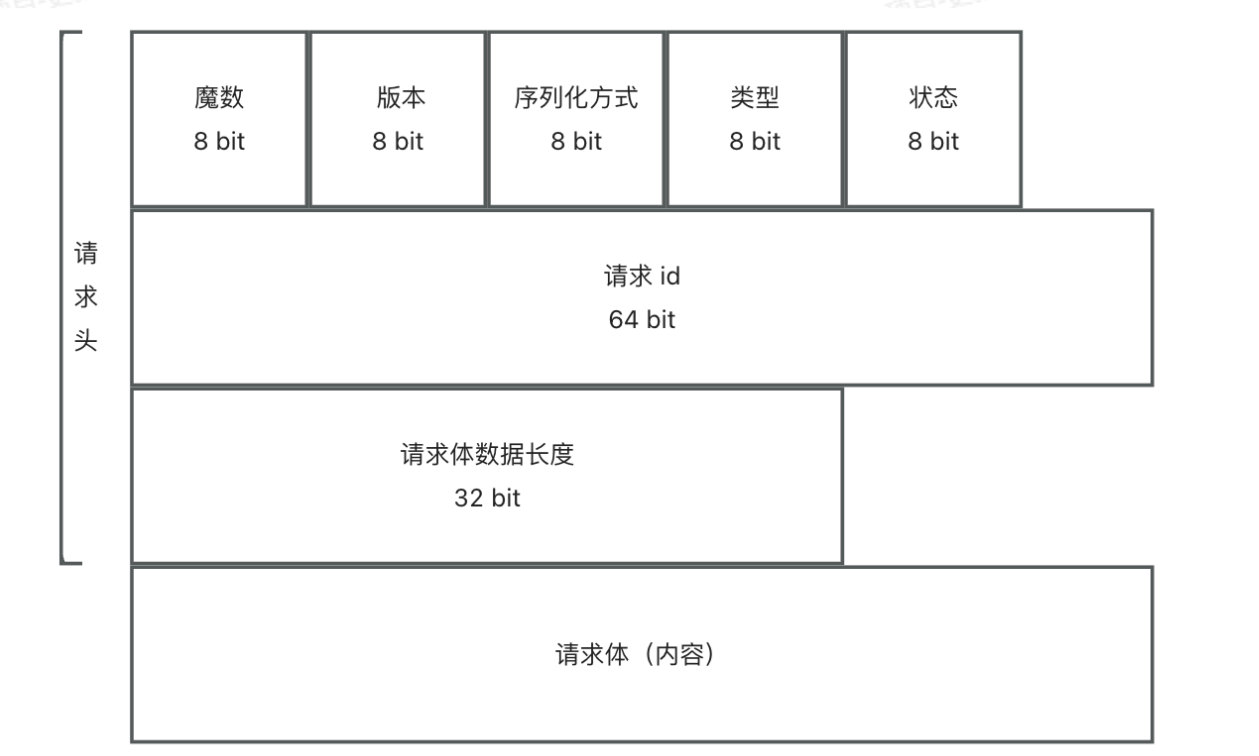 魔数
8 bit
版本
8 bit
序列化方式
8 bit
类型
8 bit
状态
8 bit
请求头
请求 id
64 bit
请求体数据长度
32 bit
请求体（内容）